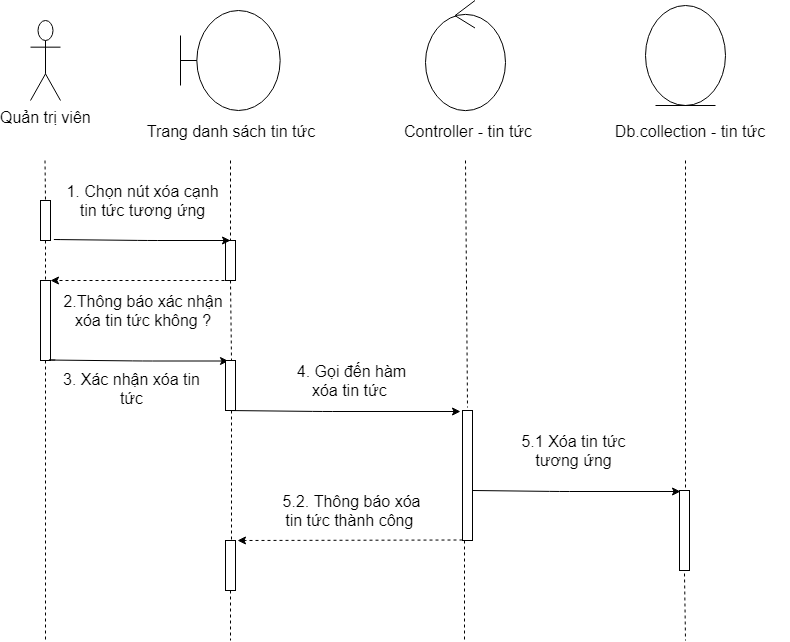 Quản trị viên
Trang danh sách tin tức
Controller - tin tức
Db.collection - tin tức
1. Chọn nút xóa cạnh
tin tức tương ứng
2.Thông báo xác nhận
xóa tin tức không ?
3. Xác nhận xóa tin
tức
4. Gọi đến hàm
xóa tin tức
5.1 Xóa tin tức
tương ứng
5.2. Thông báo xóa
tin tức thành công